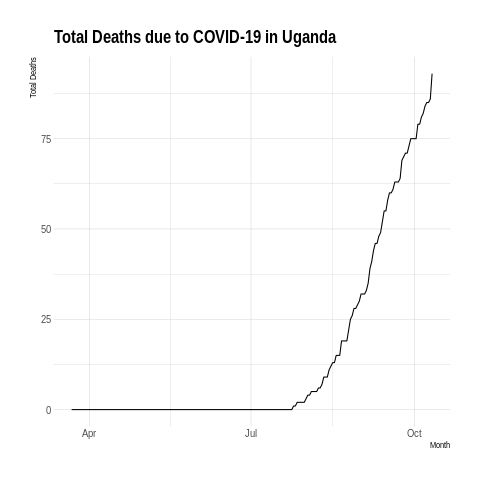 Total Deaths due to COVID-19 in Uganda
Total Deaths
75
50
25
0
Apr Jul Oct
Month